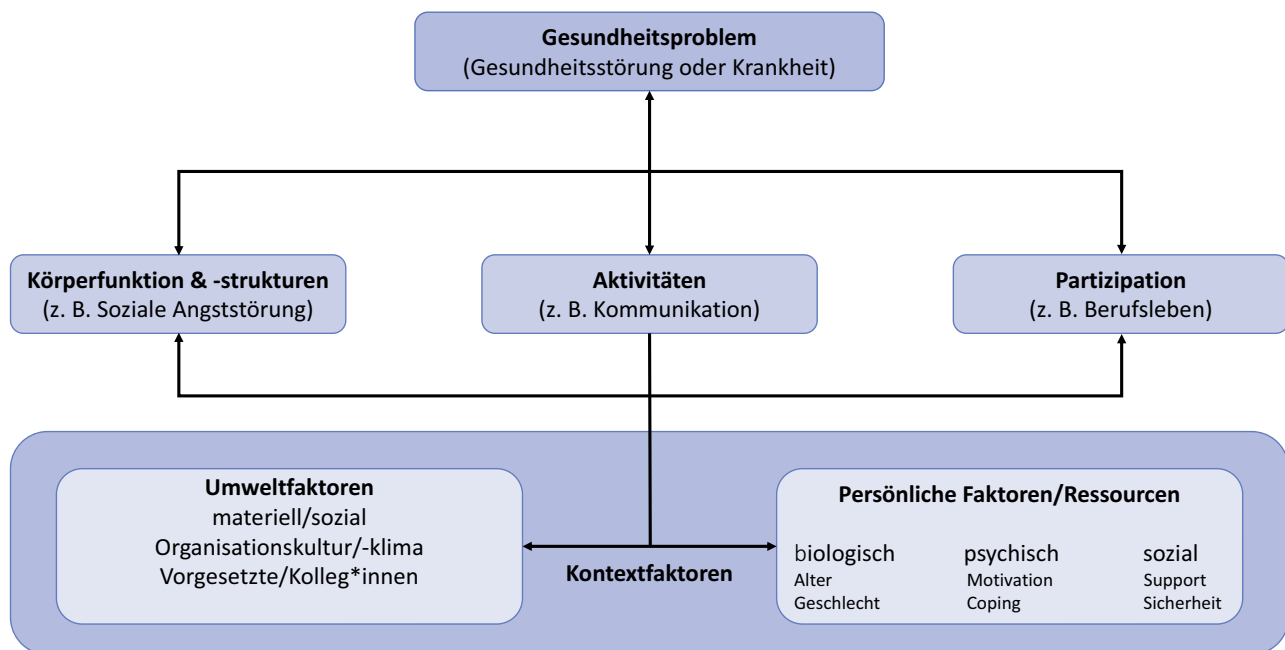 Gesundheitsproblem
(Gesundheitsstörung oder Krankheit)
Körperfunktion & -strukturen
(z. B. Soziale Angststörung)
Aktivitäten
(z. B. Kommunikation)
Partizipation
(z. B. Berufsleben)
Umweltfaktoren
materiell/sozial
Organisationskultur/-klima
Vorgesetzte/Kolleg*innen
Kontextfaktoren
Persönliche Faktoren/Ressourcen
biologisch psychisch sozial
Alter Motivation Support
Geschlecht Coping Sicherheit